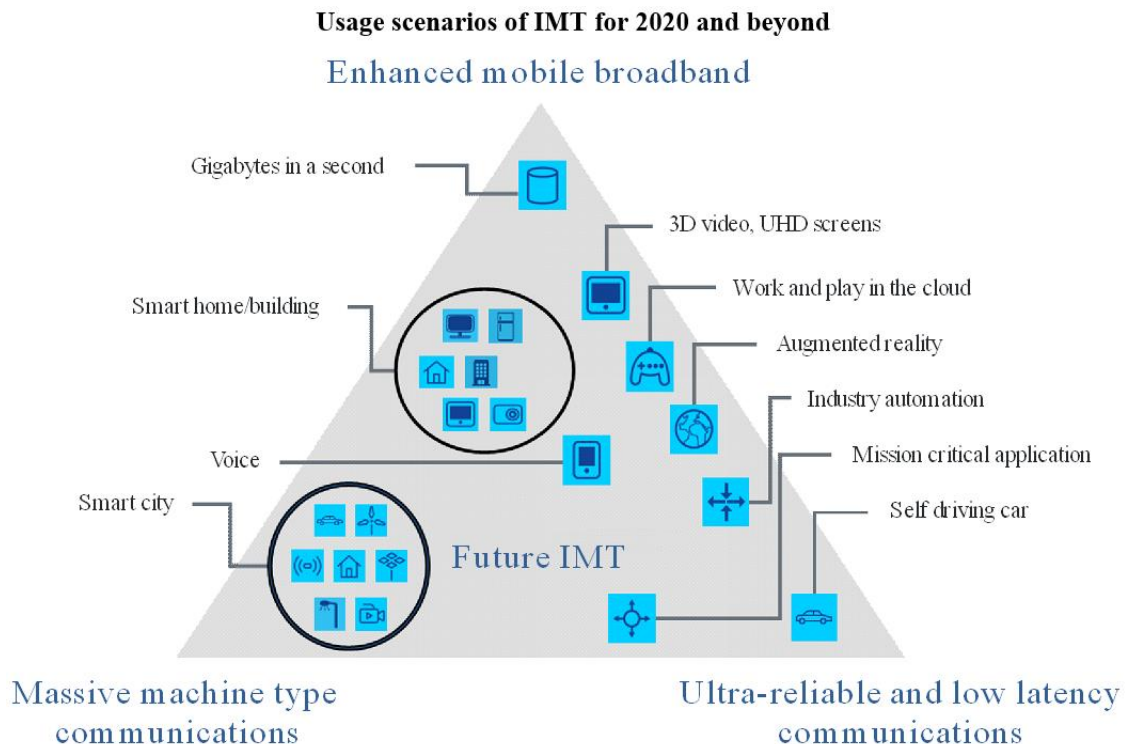 Usage scenarios of IMT for 2020 and beyond
Enhanced mobile broadband
Gigabytes in a second
3D video, UHD screens
Work and play in the cloud
Smart home/building
Augmented reality
Industry automation
Voice
Mission critical application
Smart city
Self driving car
Future IMT
Massive machine type
communications
Ultra-reliable and low latency
communications